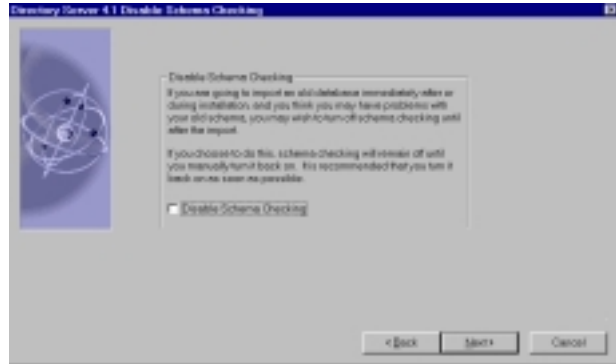 Directory Server 4.1 Disable Schema Checking
Disable Schema Checking
If you are going to import an old database immediately after or
during installation, and you think you may have problems with
your old schema, you may wish to turn off schema checking until
after the import.
If you choose to do this, schema checking will remain off until
you manually turn it back on. It is recommended that you turn it
back on as soon as possible.
Disable Schema Checking
< Back
Next >
Cancel